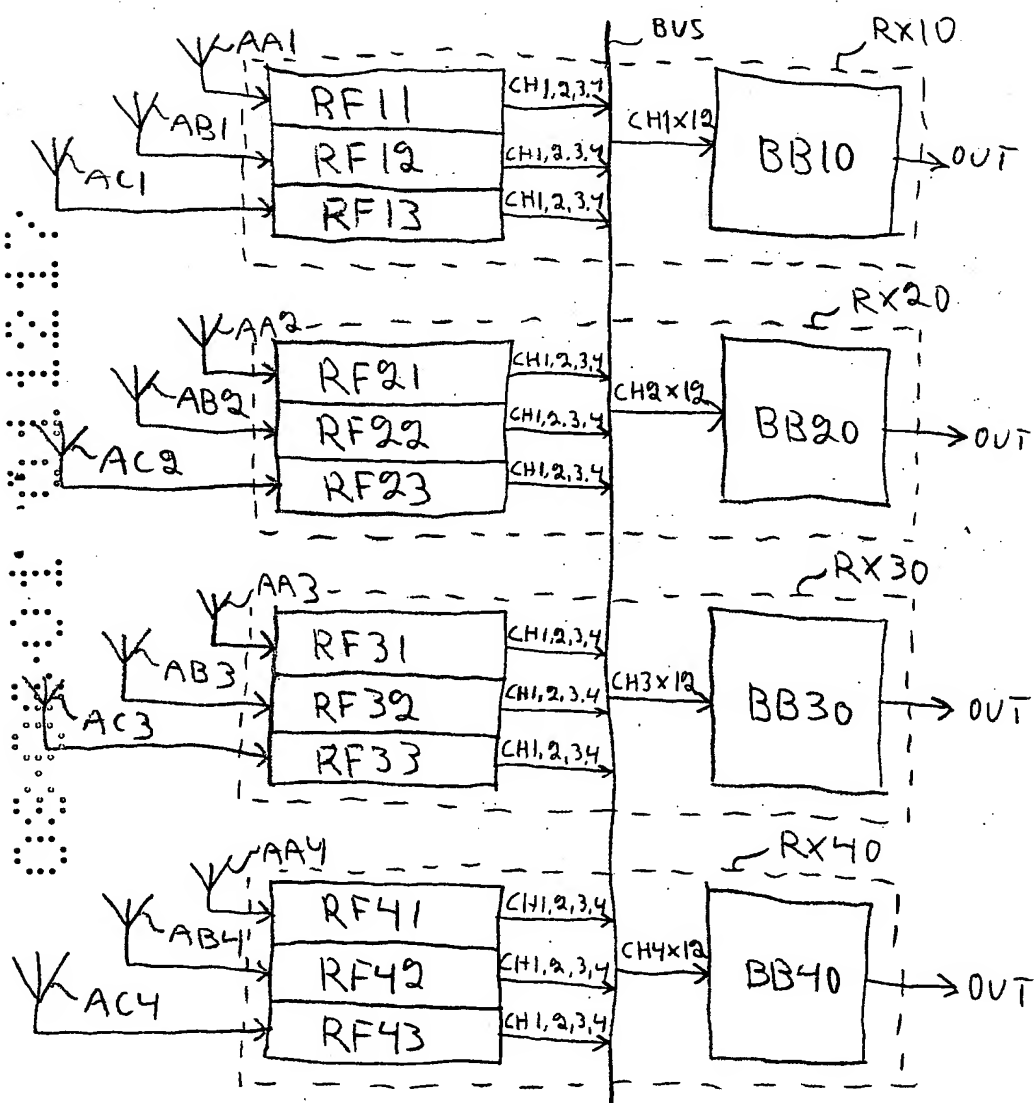 AA1
BUS
RX10
AB1
AC1
RF11
CH1,2,3,4
RF12
CH1,2,3,4
RF13
CH1,2,3,4
CH1x12
BB10
OUT
AA2
RX20
AB2
AC2
RF21
CH1,2,3,4
RF22
CH1,2,3,4
RF23
CH1,2,3,4
CH2x12
BB20
OUT
AA3
RX30
AB3
AC3
RF31
CH1,2,3,4
RF32
CH1,2,3,4
RF33
CH1,2,3,4
CH3x12
BB30
OUT
AA4
RX40
AB4
AC4
RF41
CH1,2,3,4
RF42
CH1,2,3,4
RF43
CH1,2,3,4
CH4x12
BB40
OUT